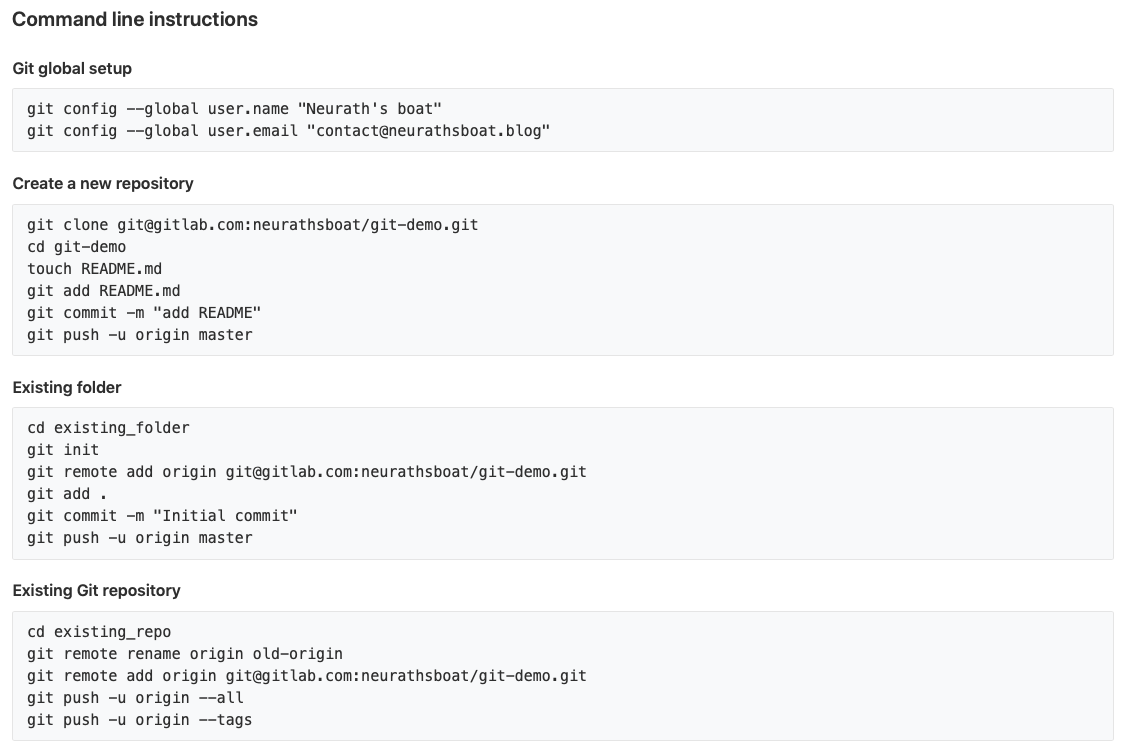 Command line instructions
Git global setup
git config --global user.name "Neurath's boat"
git config --global user.email "contact@neurathsboat.blog"
Create a new repository
git clone git@gitlab.com:neurathsboat/git-demo.git
cd git-demo
touch README.md
git add README.md
git commit -m "add README"
git push -u origin master
Existing folder
cd existing_folder
git init
git remote add origin git@gitlab.com:neurathsboat/git-demo.git
git add .
git commit -m "Initial commit"
git push -u origin master
Existing Git repository
cd existing_repo
git remote rename origin old-origin
git remote add origin git@gitlab.com:neurathsboat/git-demo.git
git push -u origin --all
git push -u origin --tags